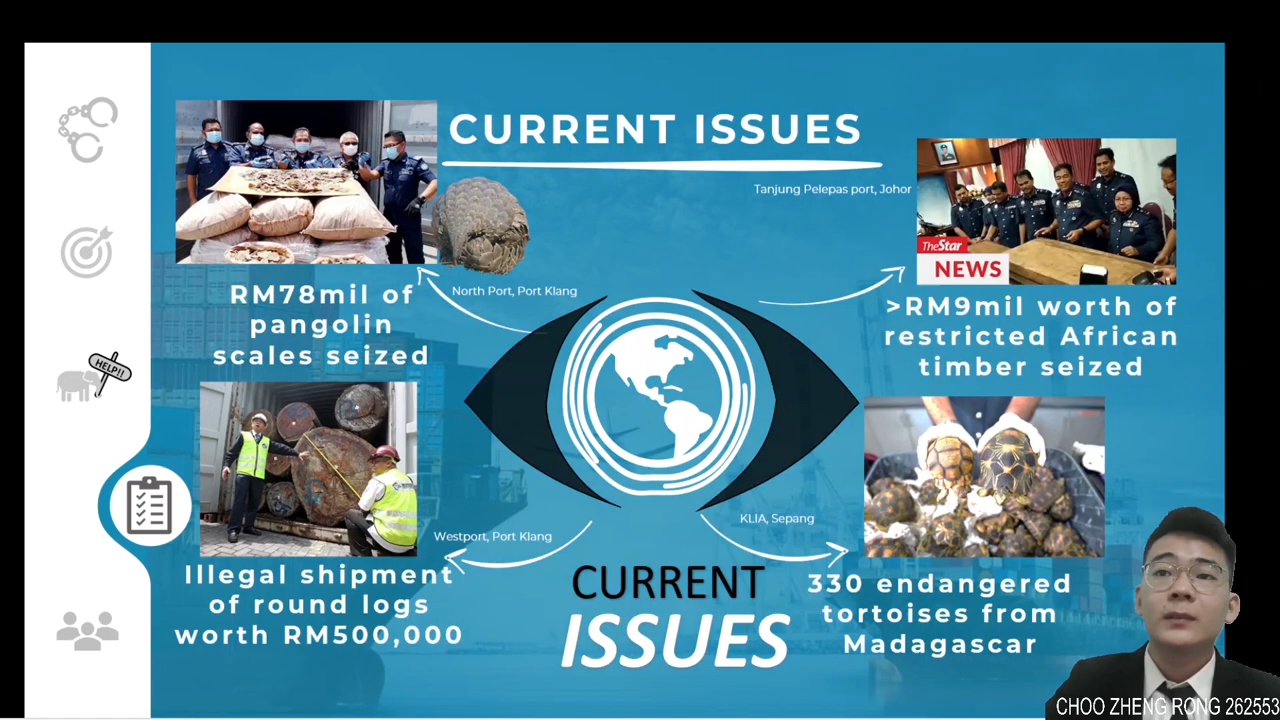 CURRENT ISSUES
Tanjung Pelepas port, Johor
TheStar
NEWS
North Port, Port Klang
RM78mil of
pangolin
scales seized
>RM9mil worth of
restricted African
timber seized
HELP!!
Westport, Port Klang
KLIA, Sepang
Illegal shipment
of round logs
worth RM500,000
CURRENT
ISSUES
330 endangered
tortoises from
Madagascar
CHOO ZHENG RONG 262553